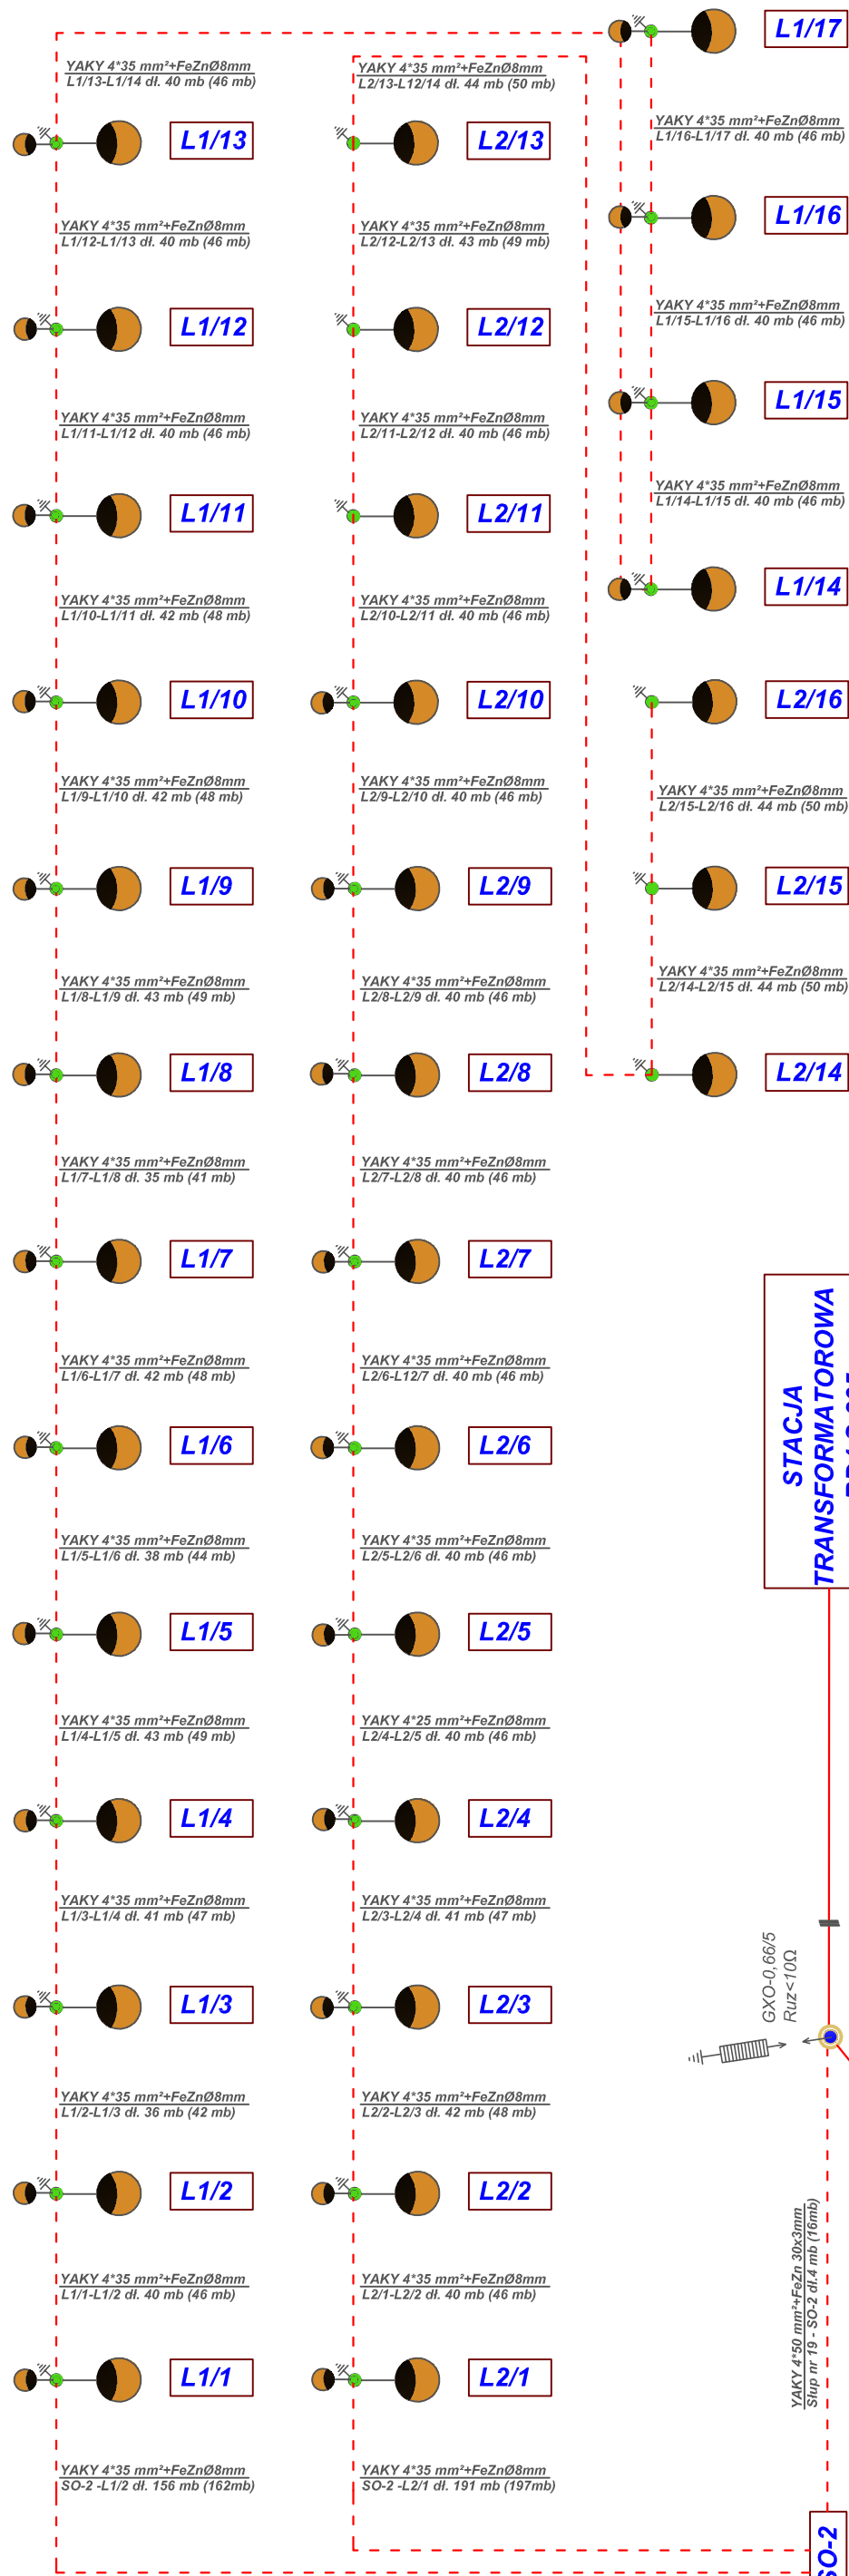 L1/17
YAKY 4*35 mm²+FeZnØ8mm
L1/13-L1/14 dł. 40 mb (46 mb)
YAKY 4*35 mm²+FeZnØ8mm
L2/13-L12/14 dł. 44 mb (50 mb)
YAKY 4*35 mm²+FeZnØ8mm
L1/16-L1/17 dł. 40 mb (46 mb)
L1/13
L2/13
L1/16
YAKY 4*35 mm²+FeZnØ8mm
L1/12-L1/13 dł. 40 mb (46 mb)
YAKY 4*35 mm²+FeZnØ8mm
L2/12-L2/13 dł. 43 mb (49 mb)
YAKY 4*35 mm²+FeZnØ8mm
L1/15-L1/16 dł. 40 mb (46 mb)
L1/12
L2/12
L1/15
YAKY 4*35 mm²+FeZnØ8mm
L1/11-L1/12 dł. 40 mb (46 mb)
YAKY 4*35 mm²+FeZnØ8mm
L2/11-L2/12 dł. 40 mb (46 mb)
YAKY 4*35 mm²+FeZnØ8mm
L1/14-L1/15 dł. 40 mb (46 mb)
L1/11
L2/11
L1/14
YAKY 4*35 mm²+FeZnØ8mm
L1/10-L1/11 dł. 42 mb (48 mb)
YAKY 4*35 mm²+FeZnØ8mm
L2/10-L2/11 dł. 40 mb (46 mb)
L1/10
L2/10
L2/16
YAKY 4*35 mm²+FeZnØ8mm
L1/9-L1/10 dł. 42 mb (48 mb)
YAKY 4*35 mm²+FeZnØ8mm
L2/9-L2/10 dł. 40 mb (46 mb)
YAKY 4*35 mm²+FeZnØ8mm
L2/15-L2/16 dł. 44 mb (50 mb)
L1/9
L2/9
L2/15
YAKY 4*35 mm²+FeZnØ8mm
L1/8-L1/9 dł. 43 mb (49 mb)
YAKY 4*35 mm²+FeZnØ8mm
L2/8-L2/9 dł. 40 mb (46 mb)
YAKY 4*35 mm²+FeZnØ8mm
L2/14-L2/15 dł. 44 mb (50 mb)
L1/8
L2/8
L2/14
YAKY 4*35 mm²+FeZnØ8mm
L1/7-L1/8 dł. 35 mb (41 mb)
YAKY 4*35 mm²+FeZnØ8mm
L2/7-L2/8 dł. 40 mb (46 mb)
L1/7
L2/7
STACJA
TRANSFORMATOROWA
YAKY 4*35 mm²+FeZnØ8mm
L1/6-L1/7 dł. 42 mb (48 mb)
YAKY 4*35 mm²+FeZnØ8mm
L2/6-L12/7 dł. 40 mb (46 mb)
L1/6
L2/6
YAKY 4*35 mm²+FeZnØ8mm
L1/5-L1/6 dł. 38 mb (44 mb)
YAKY 4*35 mm²+FeZnØ8mm
L2/5-L2/6 dł. 40 mb (46 mb)
L1/5
L2/5
YAKY 4*35 mm²+FeZnØ8mm
L1/4-L1/5 dł. 43 mb (49 mb)
YAKY 4*25 mm²+FeZnØ8mm
L2/4-L2/5 dł. 40 mb (46 mb)
L1/4
L2/4
YAKY 4*35 mm²+FeZnØ8mm
L1/3-L1/4 dł. 41 mb (47 mb)
YAKY 4*35 mm²+FeZnØ8mm
L2/3-L2/4 dł. 41 mb (47 mb)
GXO-0,66/5
Ruz<10Ω
L1/3
L2/3
YAKY 4*35 mm²+FeZnØ8mm
L1/2-L1/3 dł. 36 mb (42 mb)
YAKY 4*35 mm²+FeZnØ8mm
L2/2-L2/3 dł. 42 mb (48 mb)
L1/2
L2/2
YAKY 4*50 mm²+FeZn 30x3mm
Słup nr 19 - SO-2 dł.4 mb (16mb)
YAKY 4*35 mm²+FeZnØ8mm
L1/1-L1/2 dł. 40 mb (46 mb)
YAKY 4*35 mm²+FeZnØ8mm
L2/1-L2/2 dł. 40 mb (46 mb)
L1/1
L2/1
YAKY 4*35 mm²+FeZnØ8mm
SO-2 -L1/2 dł. 156 mb (162mb)
YAKY 4*35 mm²+FeZnØ8mm
SO-2 -L2/1 dł. 191 mb (197mb)
SO-2